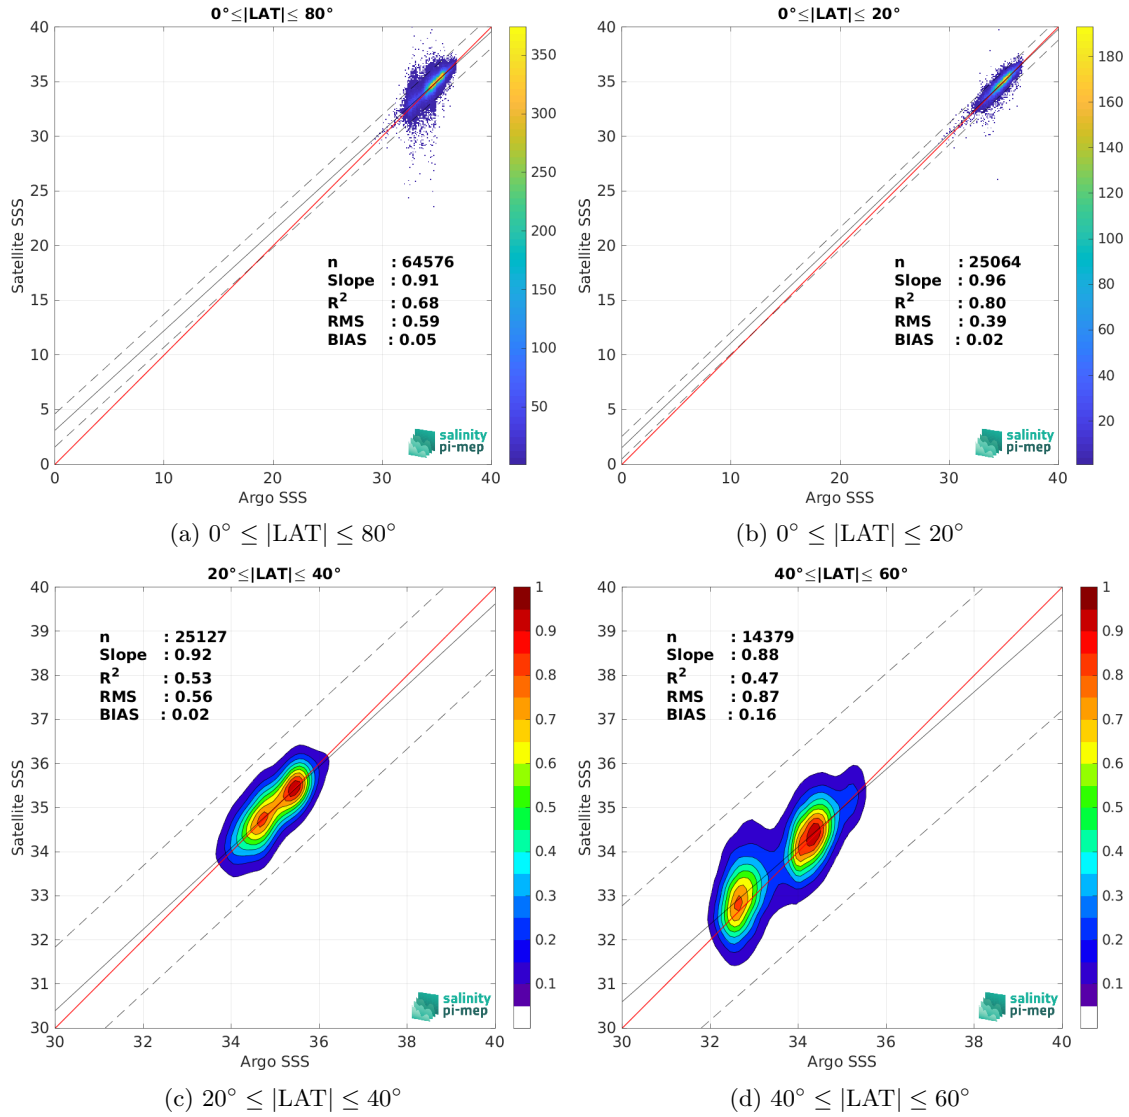 0°≤|LAT|≤ 80°
40
35
30
25
20
15
10
5
0
0
10
20
30
40
Satellite SSS
Argo SSS
n : 64576
Slope : 0.91
R² : 0.68
RMS : 0.59
BIAS : 0.05
salinity
pi-mep
350
300
250
200
150
100
50
(a) 0° ≤ |LAT| ≤ 80°
0°≤|LAT|≤ 20°
40
35
30
25
20
15
10
5
0
0
10
20
30
40
Satellite SSS
Argo SSS
n : 25064
Slope : 0.96
R² : 0.80
RMS : 0.39
BIAS : 0.02
salinity
pi-mep
180
160
140
120
100
80
60
40
20
(b) 0° ≤ |LAT| ≤ 20°
20°≤|LAT|≤ 40°
40
39
38
37
36
35
34
33
32
31
30
30
32
34
36
38
40
Satellite SSS
Argo SSS
n : 25127
Slope : 0.92
R² : 0.53
RMS : 0.56
BIAS : 0.02
salinity
pi-mep
1
0.9
0.8
0.7
0.6
0.5
0.4
0.3
0.2
0.1
(c) 20° ≤ |LAT| ≤ 40°
40°≤|LAT|≤ 60°
40
39
38
37
36
35
34
33
32
31
30
30
32
34
36
38
40
Satellite SSS
Argo SSS
n : 14379
Slope : 0.88
R² : 0.47
RMS : 0.87
BIAS : 0.16
salinity
pi-mep
1
0.9
0.8
0.7
0.6
0.5
0.4
0.3
0.2
0.1
(d) 40° ≤ |LAT| ≤ 60°